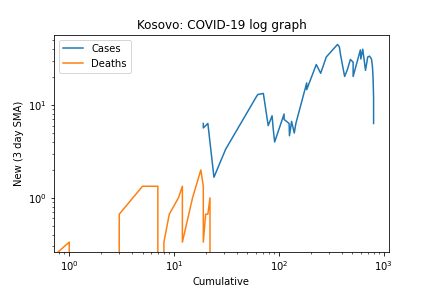 Kosovo: COVID-19 log graph
Cases
Deaths
New (3 day SMA)
10¹
10⁰
10⁰
10¹
10²
10³
Cumulative